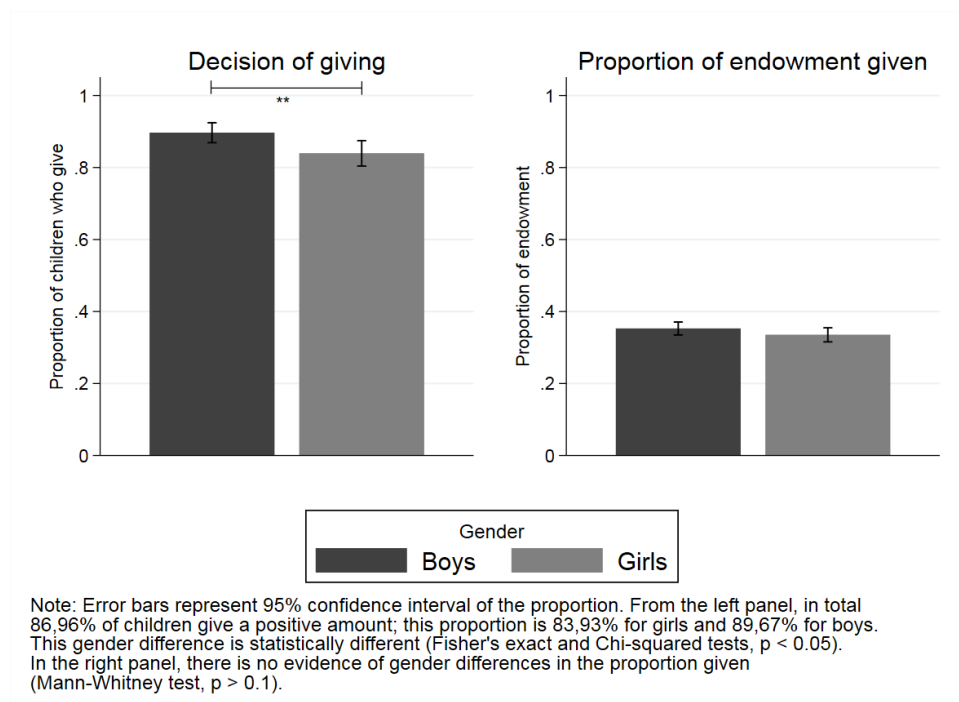 Decision of giving
**
Proportion of children who give
1
.8
.6
.4
.2
0
Proportion of endowment given
Proportion of endowment
1
.8
.6
.4
.2
0
Gender
Boys Girls
Note: Error bars represent 95% confidence interval of the proportion. From the left panel, in total
86,96% of children give a positive amount; this proportion is 83,93% for girls and 89,67% for boys.
This gender difference is statistically different (Fisher's exact and Chi-squared tests, p < 0.05).
In the right panel, there is no evidence of gender differences in the proportion given
(Mann-Whitney test, p > 0.1).